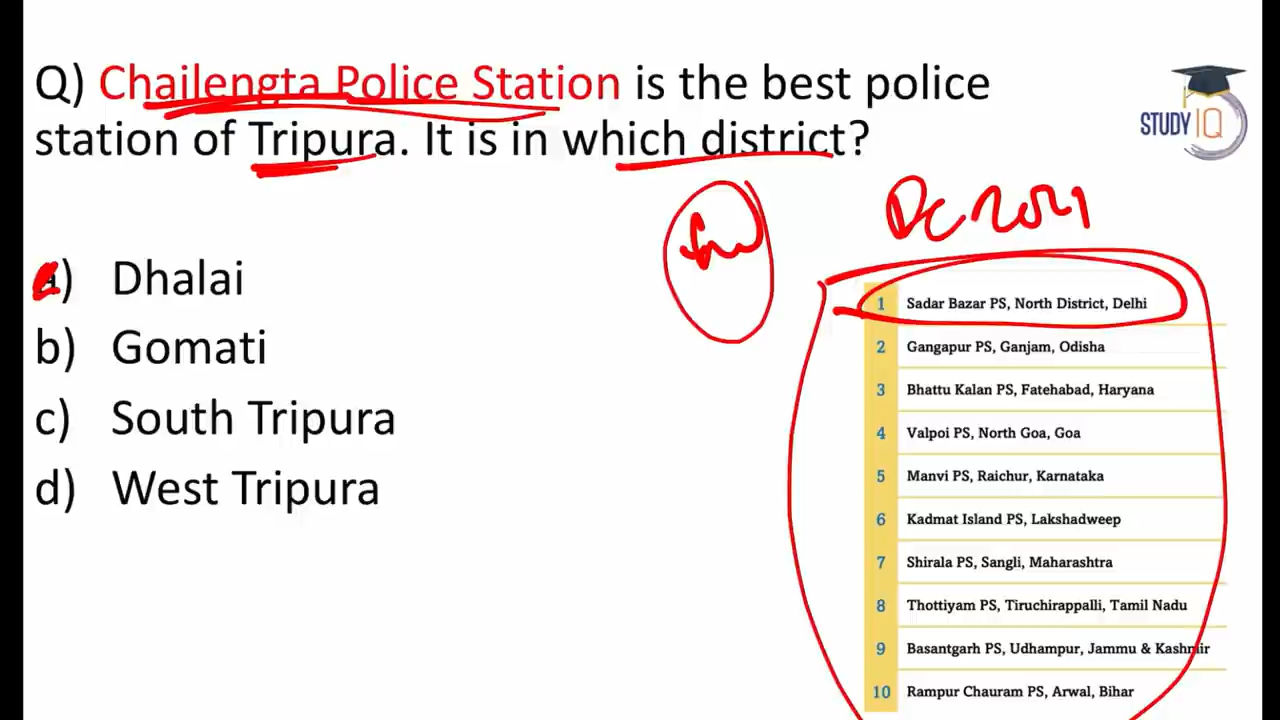 Q) Chailengta Police Station is the best police
station of Tripura. It is in which district?
STUDY IQ
a) Dhalai
b) Gomati
c) South Tripura
d) West Tripura
2021
1 Sadar Bazar PS, North District, Delhi
2 Gangapur PS, Ganjam, Odisha
3 Bhattu Kalan PS, Fatehabad, Haryana
4 Valpoi PS, North Goa, Goa
5 Manvi PS, Raichur, Karnataka
6 Kadmat Island PS, Lakshadweep
7 Shirala PS, Sangli, Maharashtra
8 Thottiyam PS, Tiruchirappalli, Tamil Nadu
9 Basantgarh PS, Udhampur, Jammu & Kashmir
10 Rampur Chauram PS, Arwal, Bihar